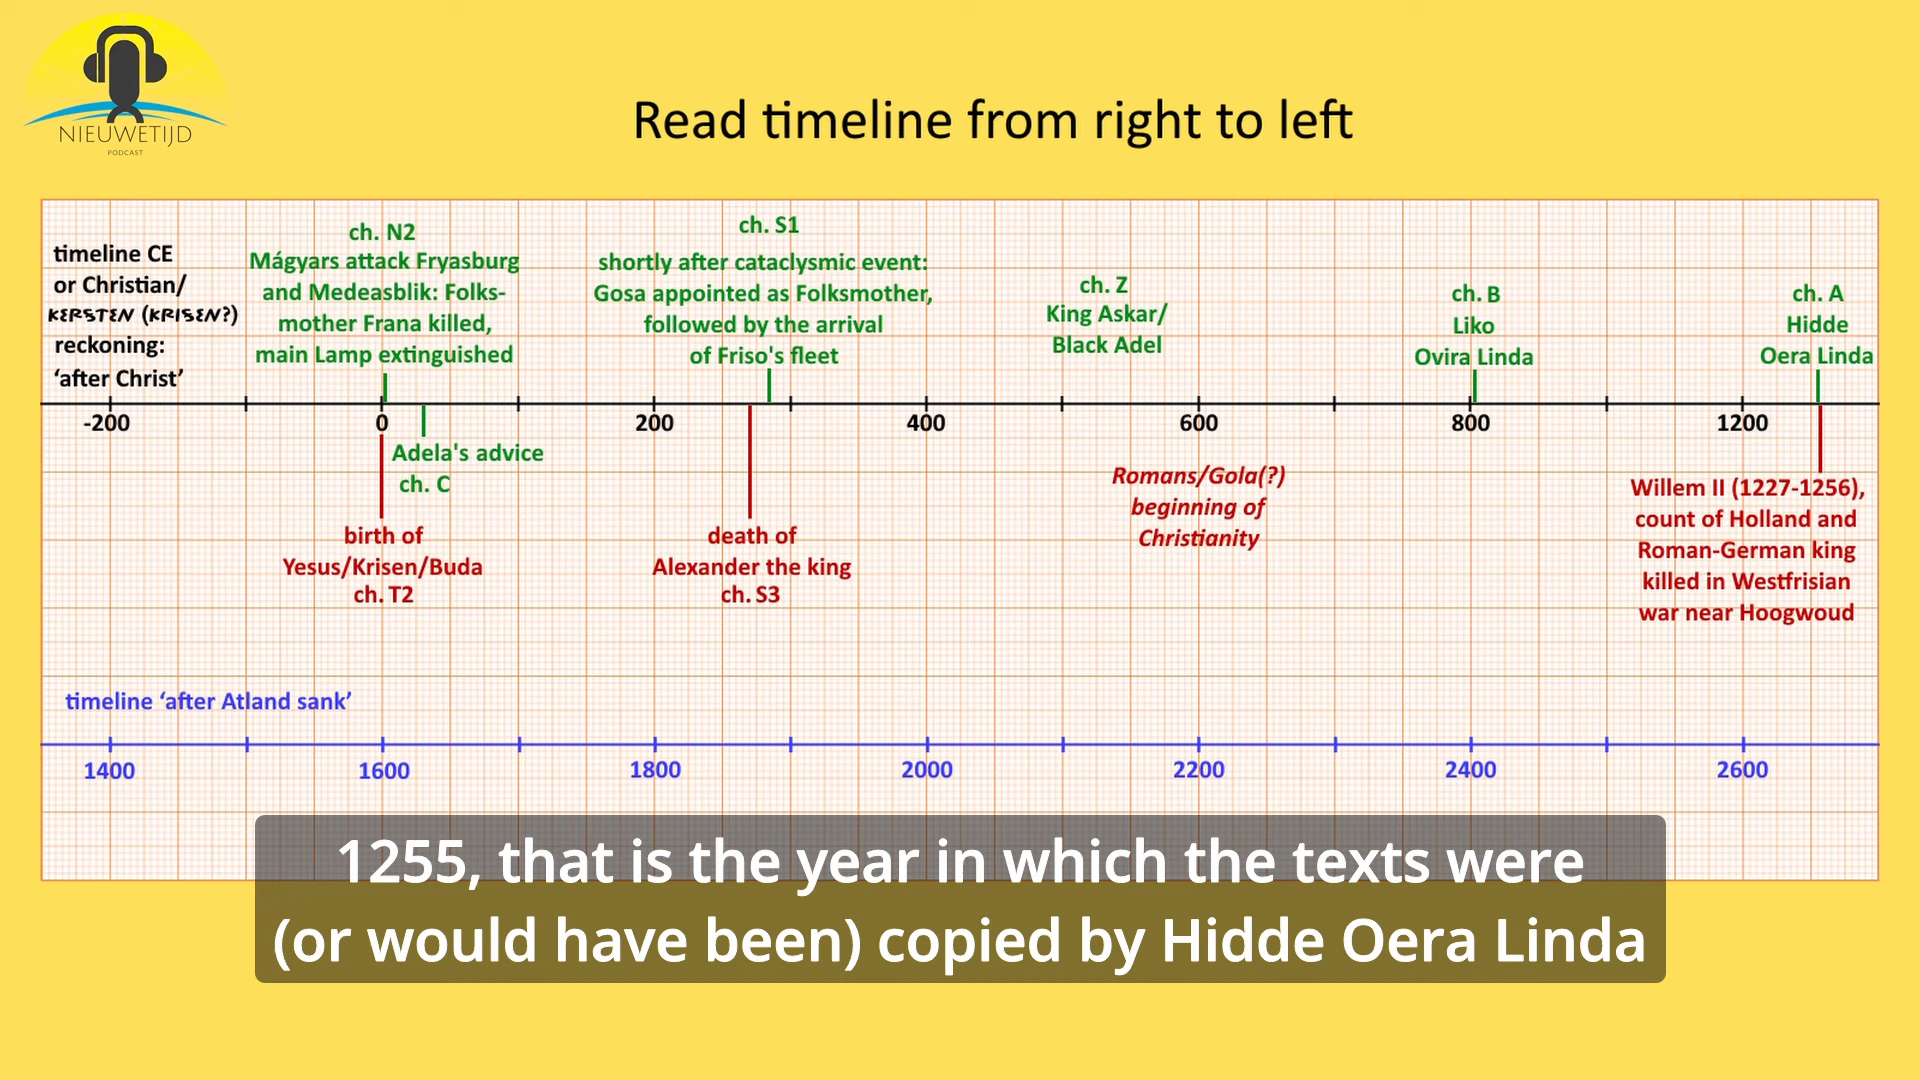 NIEUWETIJD
PODCAST
Read timeline from right to left
timeline CE
or Christian/
KERSTEN (KRISEN?)
reckoning:
‘after Christ’
ch. N2
Mágyars attack Fryasburg
and Medeasblik: Folks-
mother Frana killed,
main Lamp extinguished
ch. S1
shortly after cataclysmic event:
Gosa appointed as Folksmother,
followed by the arrival
of Friso's fleet
ch. Z
King Askar/
Black Adel
ch. B
Liko
Ovira Linda
ch. A
Hidde
Oera Linda
-200 0 200 400 600 800 1200
Adela's advice
ch. C
birth of
Yesus/Krisen/Buda
ch. T2
death of
Alexander the king
ch. S3
Romans/Gola(?)
beginning of
Christianity
Willem II (1227-1256),
count of Holland and
Roman-German king
killed in Westfrisian
war near Hoogwoud
timeline ‘after Atland sank’
1400 1600 1800 2000 2200 2400 2600
1255, that is the year in which the texts were
(or would have been) copied by Hidde Oera Linda